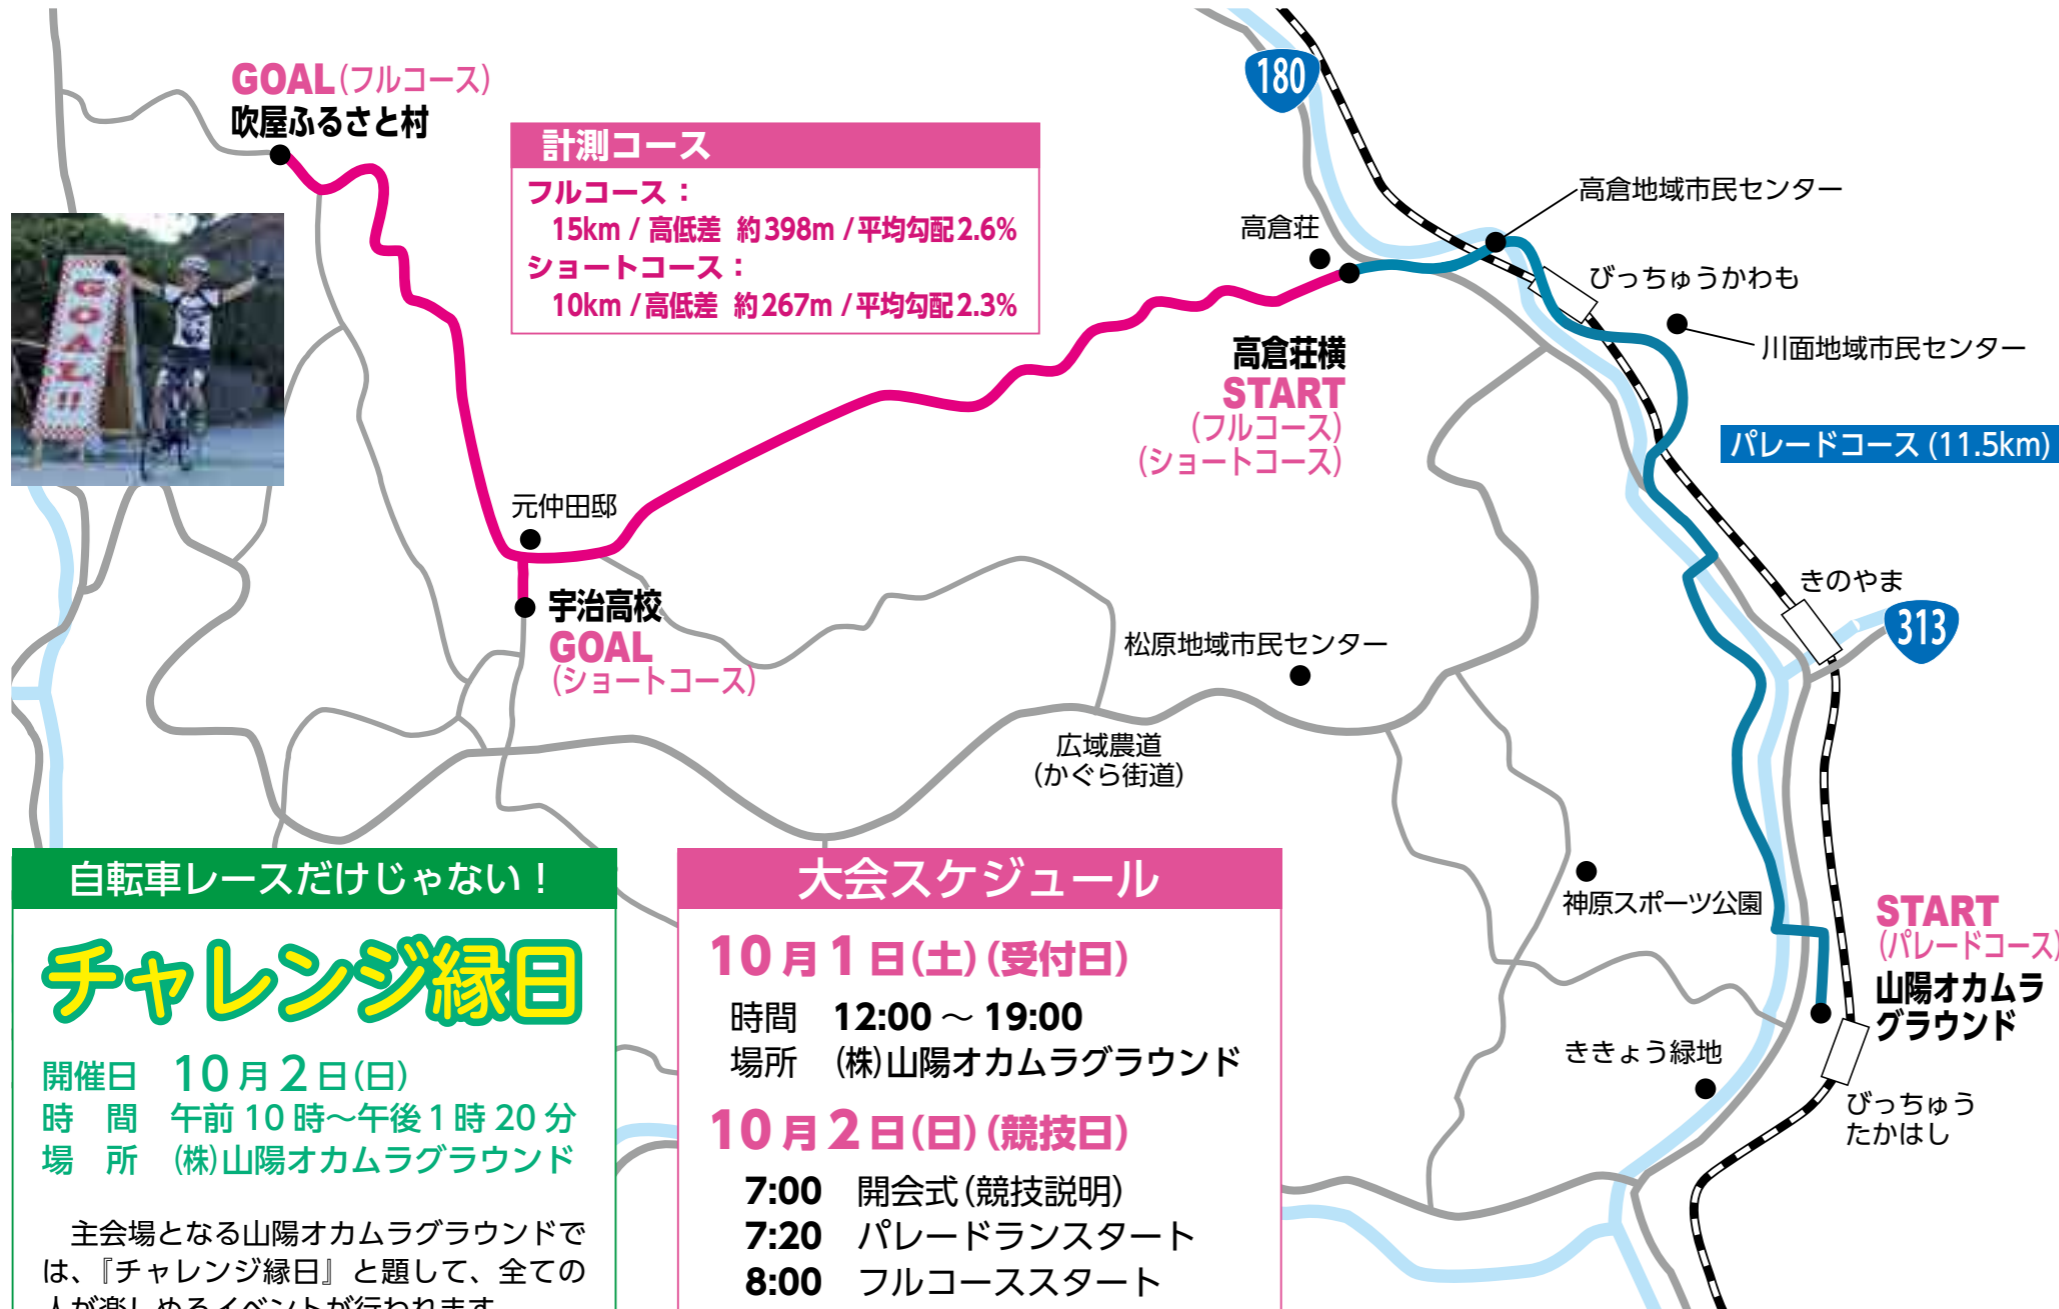 GOAL(フルコース)
吹屋ふるさと村
計測コース
フルコース：
15km / 高低差 約398m / 平均勾配2.6%
ショートコース：
10km / 高低差 約267m / 平均勾配2.3%
180
高倉地域市民センター
高倉荘
びっちゅうかわも
川面地域市民センター
高倉荘横
START
(フルコース)
(ショートコース)
パレードコース (11.5km)
GOAL!!
元仲田邸
宇治高校
GOAL
(ショートコース)
きのやま
313
松原地域市民センター
広域農道
(かぐら街道)
神原スポーツ公園
START
(パレードコース)
山陽オカムラ
グラウンド
ききょう緑地
びっちゅう
たかはし
自転車レースだけじゃない！
チャレンジ縁日
開催日 10月2日(日)
時 間 午前10時～午後1時20分
場 所 (株)山陽オカムラグラウンド
主会場となる山陽オカムラグラウンドで
は、『チャレンジ縁日』と題して、全ての
人が楽しめるイベントが行われます。
大会スケジュール
10月1日(土)(受付日)
時間 12:00 ～ 19:00
場所 (株)山陽オカムラグラウンド
10月2日(日)(競技日)
7:00 開会式(競技説明)
7:20 パレードランスタート
8:00 フルコーススタート